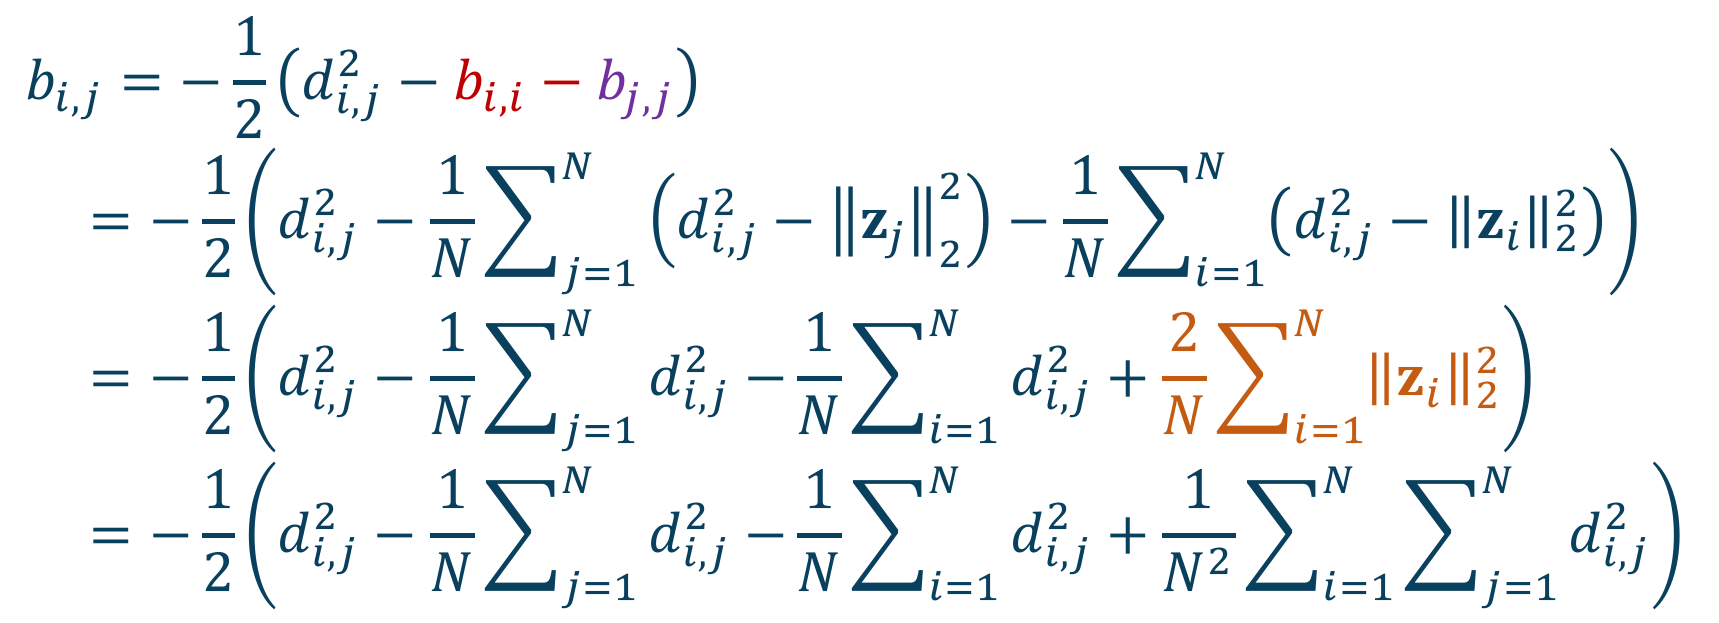 b_{i,j} = -\frac{1}{2}\left(d_{i,j}^2 - b_{i,i} - b_{j,j}\right)
= -\frac{1}{2}\left(d_{i,j}^2 - \frac{1}{N}\sum_{j=1}^{N}\left(d_{i,j}^2 - \left\|\mathbf{z}_j\right\|_2^2\right) - \frac{1}{N}\sum_{i=1}^{N}\left(d_{i,j}^2 - \|\mathbf{z}_i\|_2^2\right)\right)
= -\frac{1}{2}\left(d_{i,j}^2 - \frac{1}{N}\sum_{j=1}^{N} d_{i,j}^2 - \frac{1}{N}\sum_{i=1}^{N} d_{i,j}^2 + \frac{2}{N}\sum_{i=1}^{N} \|\mathbf{z}_i\|_2^2\right)
= -\frac{1}{2}\left(d_{i,j}^2 - \frac{1}{N}\sum_{j=1}^{N} d_{i,j}^2 - \frac{1}{N}\sum_{i=1}^{N} d_{i,j}^2 + \frac{1}{N^2}\sum_{i=1}^{N}\sum_{j=1}^{N} d_{i,j}^2\right)